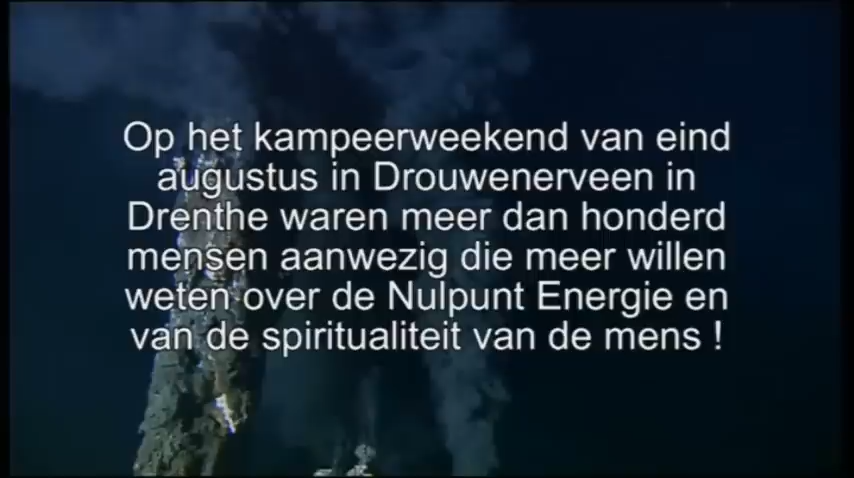 Op het kampeerweekend van eind
augustus in Drouwenerveen in
Drenthe waren meer dan honderd
mensen aanwezig die meer willen
weten over de Nulpunt Energie en
van de spiritualiteit van de mens !